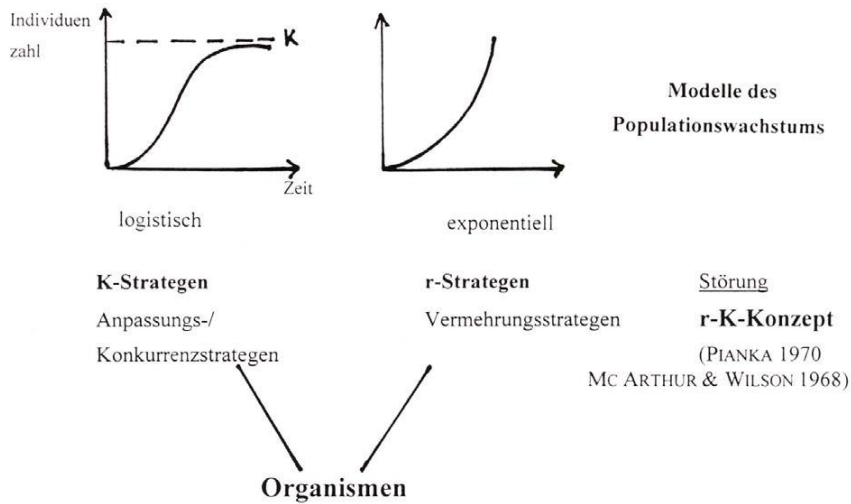 Individuen
zahl
K
Zeit
Modelle des
Populationswachstums
logistisch
exponentiell
K-Strategen
r-Strategen
Störung
Anpassungs-/
Konkurrenzstrategen
Vermehrungsstrategen
r-K-Konzept
(PIANKA 1970
MC ARTHUR & WILSON 1968)
Organismen